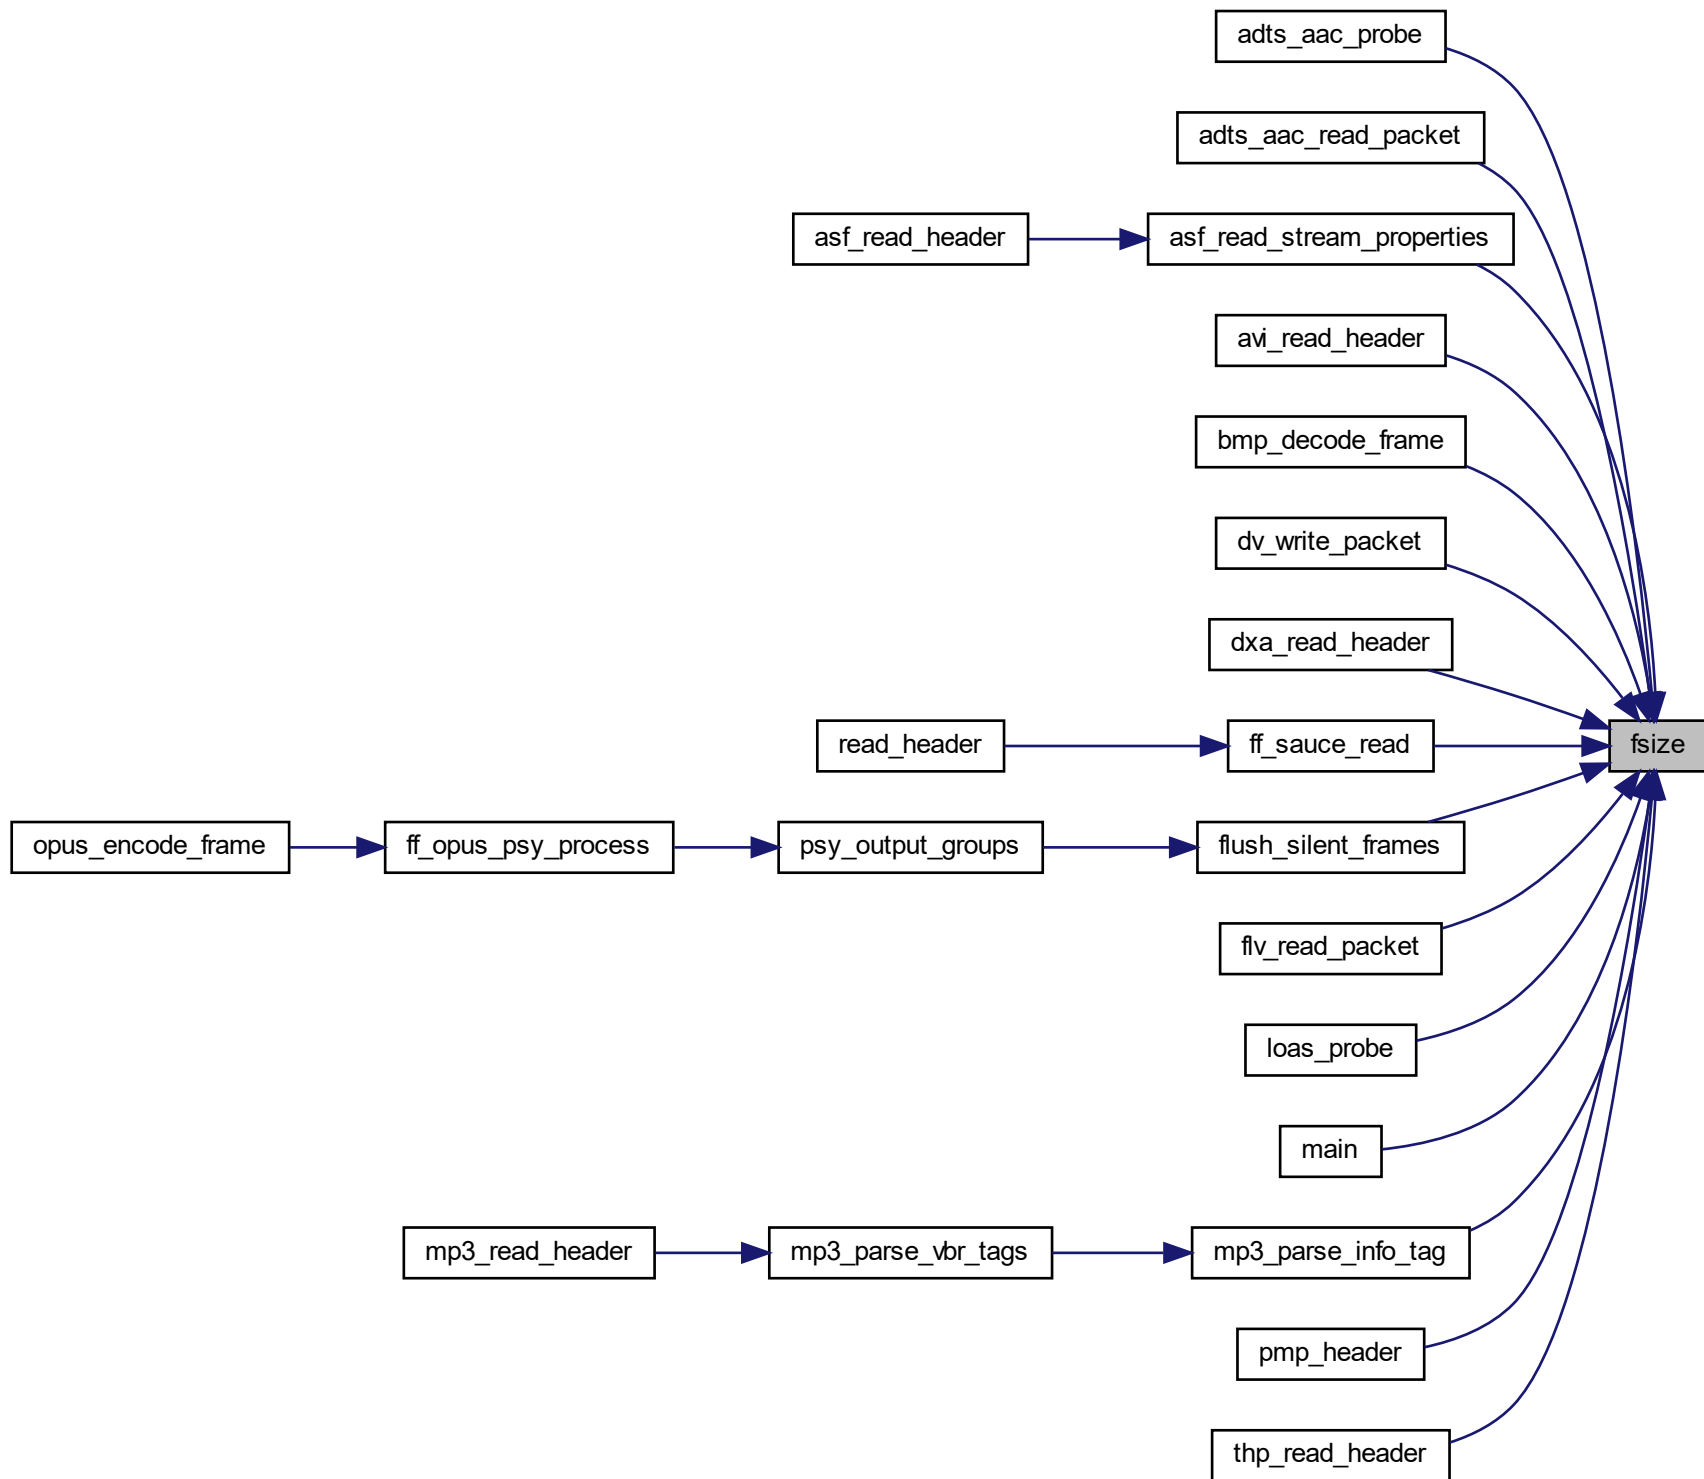 adts_aac_probe
adts_aac_read_packet
asf_read_header
asf_read_stream_properties
avi_read_header
bmp_decode_frame
dv_write_packet
dxa_read_header
read_header
ff_sauce_read
fsize
opus_encode_frame
ff_opus_psy_process
psy_output_groups
flush_silent_frames
flv_read_packet
loas_probe
main
mp3_read_header
mp3_parse_vbr_tags
mp3_parse_info_tag
pmp_header
thp_read_header